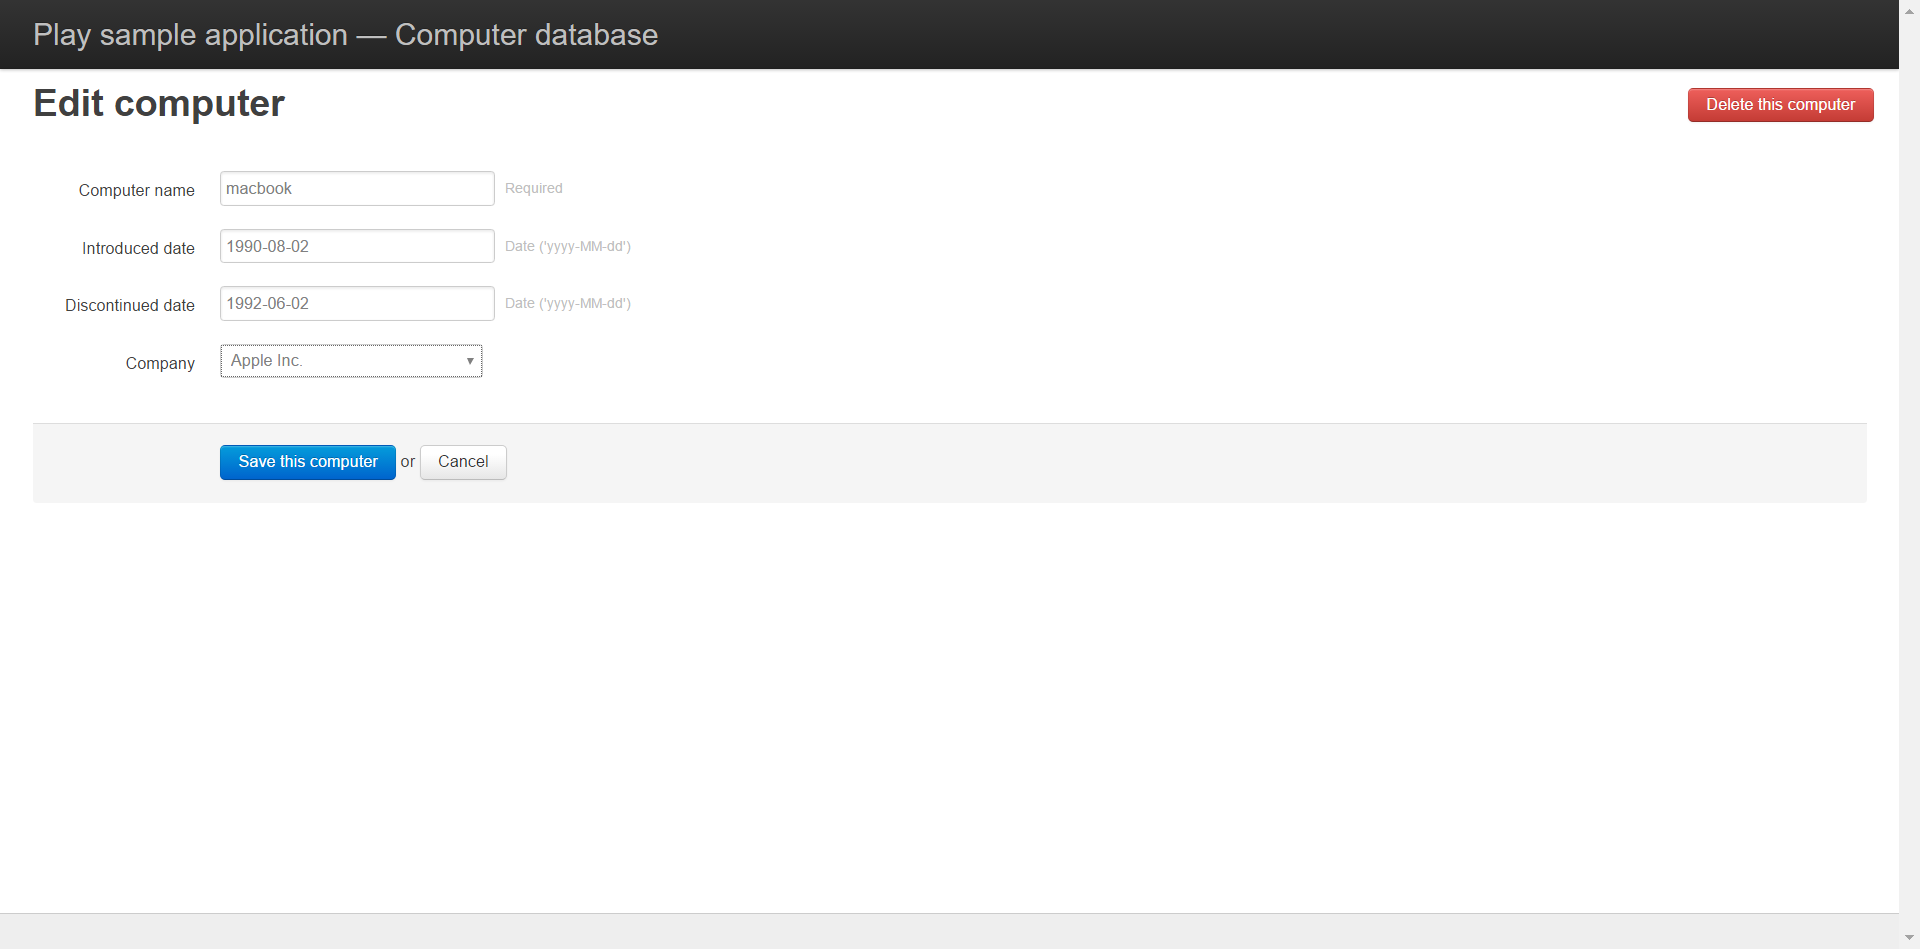 Play sample application — Computer database
Edit computer
Delete this computer
Computer name macbook Required
Introduced date 1990-08-02 Date ('yyyy-MM-dd')
Discontinued date 1992-06-02 Date ('yyyy-MM-dd')
Company Apple Inc.
Save this computer or Cancel